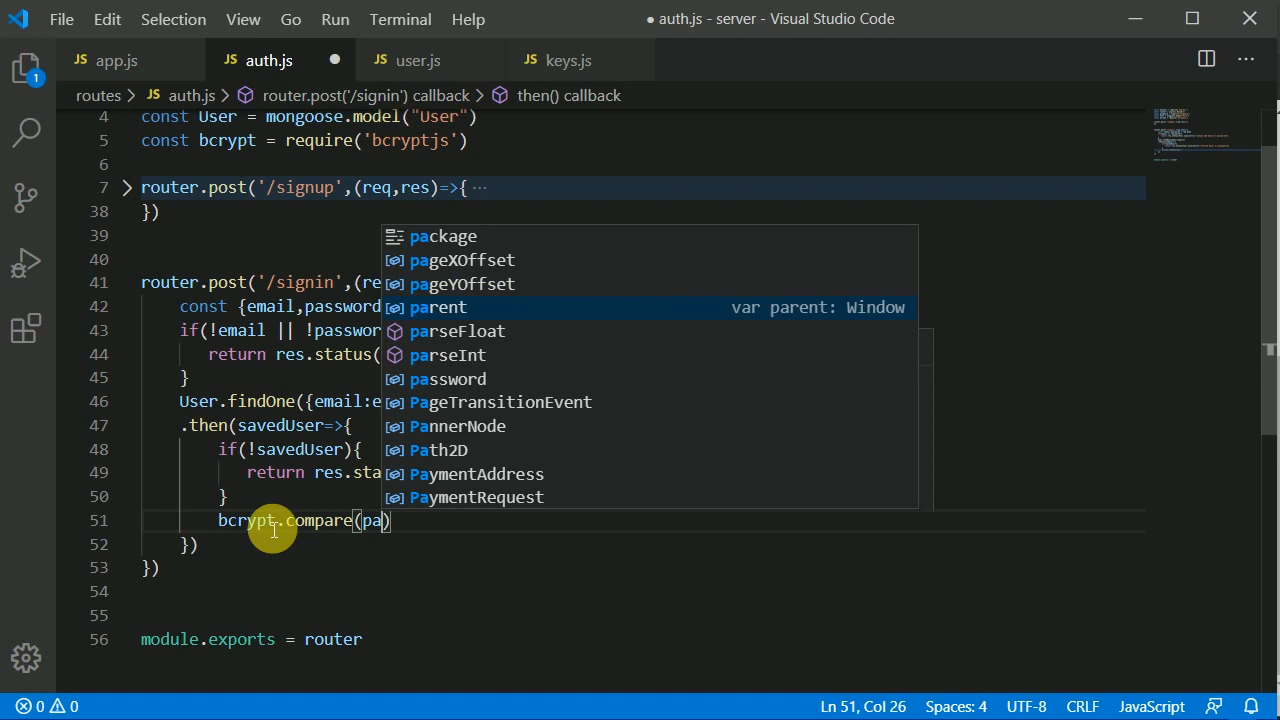 File Edit Selection View Go Run Terminal Help ● auth.js - server - Visual Studio Code
JS app.js JS auth.js JS user.js JS keys.js
routes > JS auth.js > router.post('/signin') callback > then() callback
1
4 const User = mongoose.model("User")
5 const bcrypt = require('bcryptjs')
6
7 router.post('/signup',(req,res)=>{ ···
38 })
39
40
41 router.post('/signin',(re
42 const {email,password
43 if(!email || !passwor
44 return res.status(
45 }
46 User.findOne({email:e
47 .then(savedUser=>{
48 if(!savedUser){
49 return res.sta
50 }
51 bcrypt.compare(pa)
52 })
53 })
54
55
56 module.exports = router
package
pageXOffset
pageYOffset
parent var parent: Window
parseFloat
parseInt
password
PageTransitionEvent
PannerNode
Path2D
PaymentAddress
PaymentRequest
0 0 Ln 51, Col 26 Spaces: 4 UTF-8 CRLF JavaScript